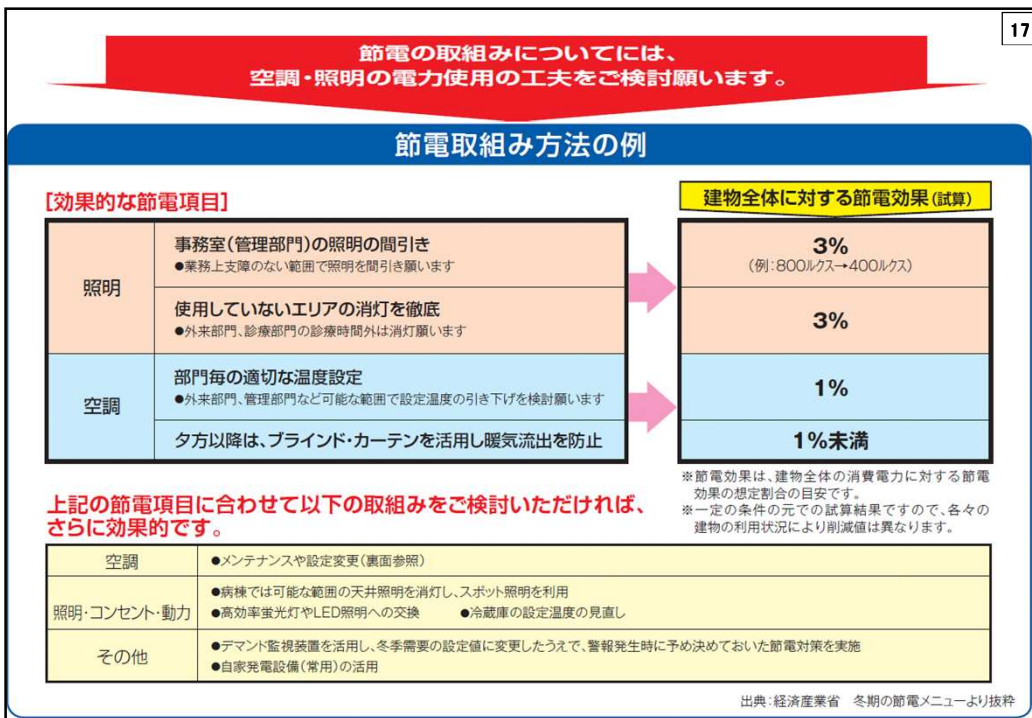 17
節電の取組みについてには、
空調・照明の電力使用の工夫をご検討願います。
節電取組み方法の例
[効果的な節電項目]
建物全体に対する節電効果(試算)
照明
事務室(管理部門)の照明の間引き
●業務上支障のない範囲で照明を間引き願います
3%
(例:800ルクス→400ルクス)
使用していないエリアの消灯を徹底
●外来部門、診療部門の診療時間外は消灯願います
3%
空調
部門毎の適切な温度設定
●外来部門、管理部門など可能な範囲で設定温度の引き下げを検討願います
1%
夕方以降は、ブラインド・カーテンを活用し暖気流出を防止
1%未満
※節電効果は、建物全体の消費電力に対する節電
効果の想定割合の目安です。
※一定の条件の元での試算結果ですので、各々の
建物の利用状況により削減値は異なります。
上記の節電項目に合わせて以下の取組みをご検討いただければ、
さらに効果的です。
空調
●メンテナンスや設定変更(裏面参照)
照明・コンセント・動力
●病棟では可能な範囲の天井照明を消灯し、スポット照明を利用
●高効率蛍光灯やLED照明への交換 ●冷蔵庫の設定温度の見直し
その他
●デマンド監視装置を活用し、冬季需要の設定値に変更したうえで、警報発生時に予め決めておいた節電対策を実施
●自家発電設備(常用)の活用
出典:経済産業省 冬期の節電メニューより抜粋